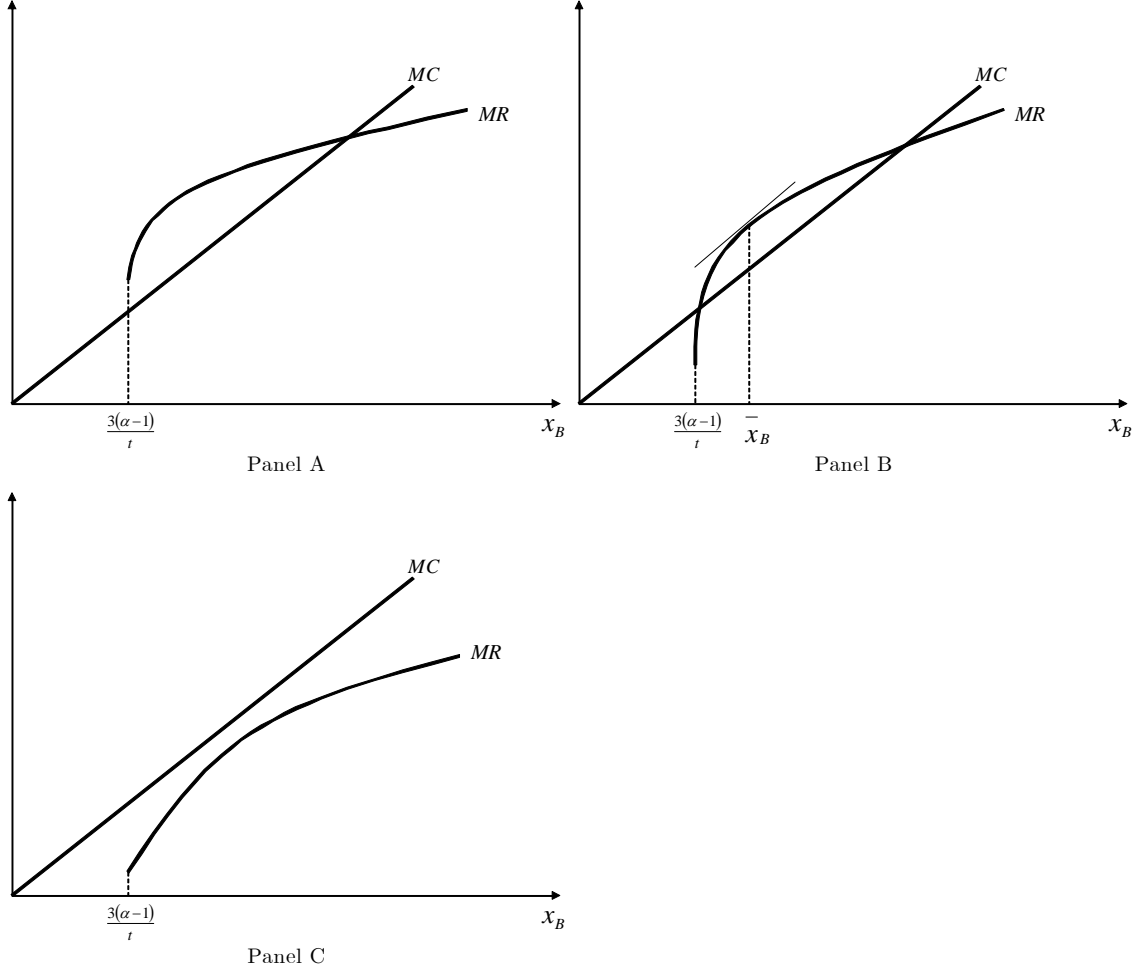 MC
MR
3(α−1)/t
x_B
Panel A
MC
MR
3(α−1)/t
x̄_B
x_B
Panel B
MC
MR
3(α−1)/t
x_B
Panel C